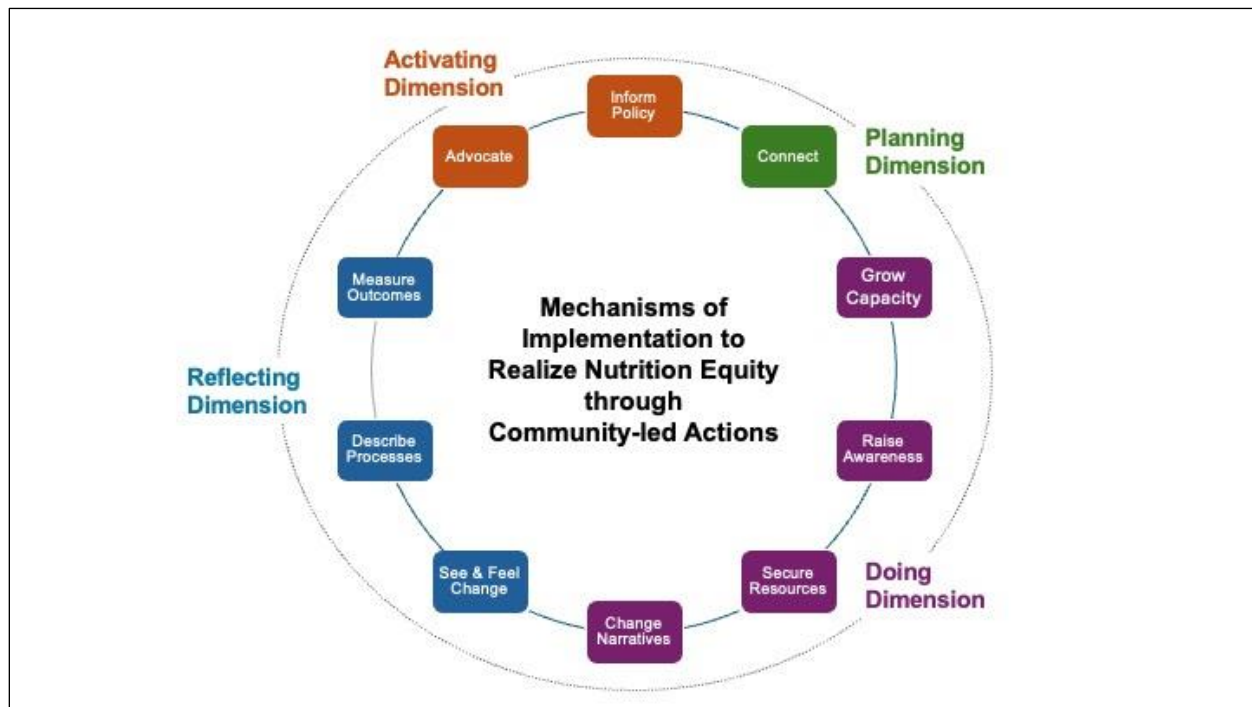 Activating
Dimension
Inform
Policy
Advocate
Connect
Planning
Dimension
Measure
Outcomes
Grow
Capacity
Mechanisms of
Implementation to
Realize Nutrition Equity
through
Community-led Actions
Reflecting
Dimension
Describe
Processes
Raise
Awareness
See & Feel
Change
Secure
Resources
Doing
Dimension
Change
Narratives